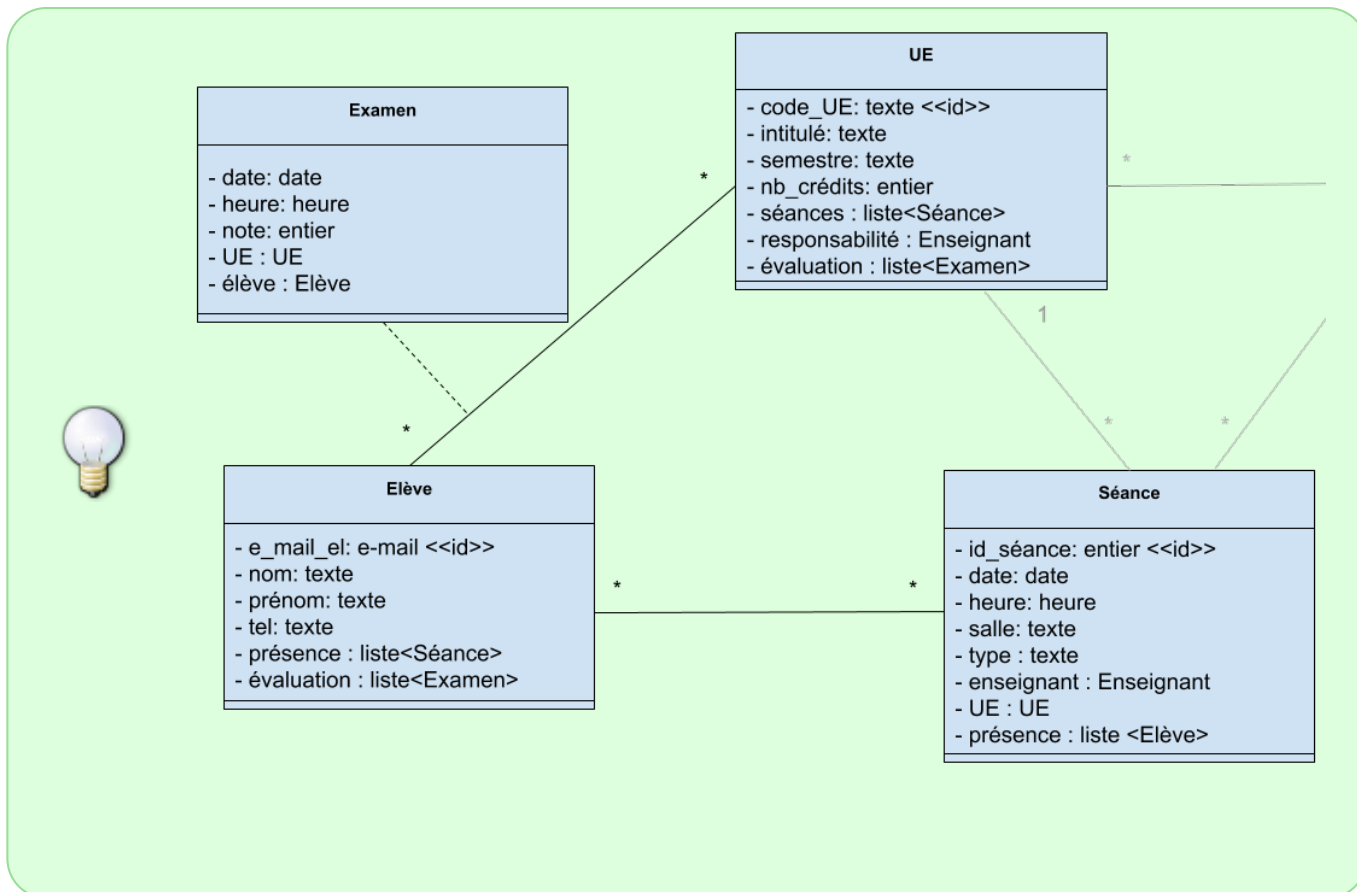 UE
- code_UE: texte <<id>>
- intitulé: texte
- semestre: texte
- nb_crédits: entier
- séances : liste<Séance>
- responsabilité : Enseignant
- évaluation : liste<Examen>
Examen
- date: date
- heure: heure
- note: entier
- UE : UE
- élève : Elève
*
*
1
*
*
*
Elève
- e_mail_el: e-mail <<id>>
- nom: texte
- prénom: texte
- tel: texte
- présence : liste<Séance>
- évaluation : liste<Examen>
*
*
Séance
- id_séance: entier <<id>>
- date: date
- heure: heure
- salle: texte
- type : texte
- enseignant : Enseignant
- UE : UE
- présence : liste <Elève>